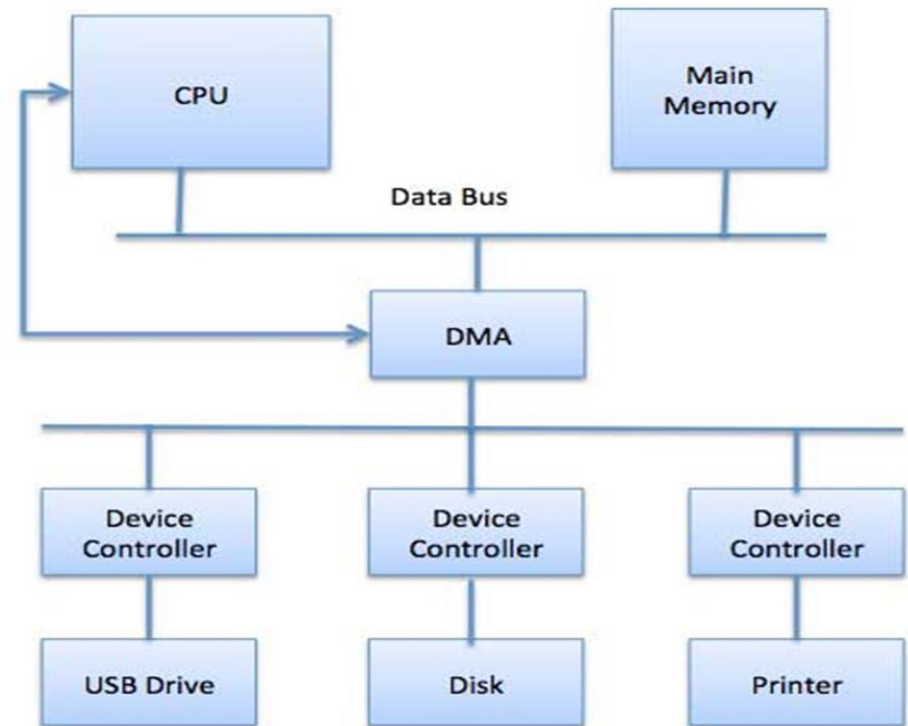 CPU
Main
Memory
Data Bus
DMA
Device
Controller
Device
Controller
Device
Controller
USB Drive
Disk
Printer